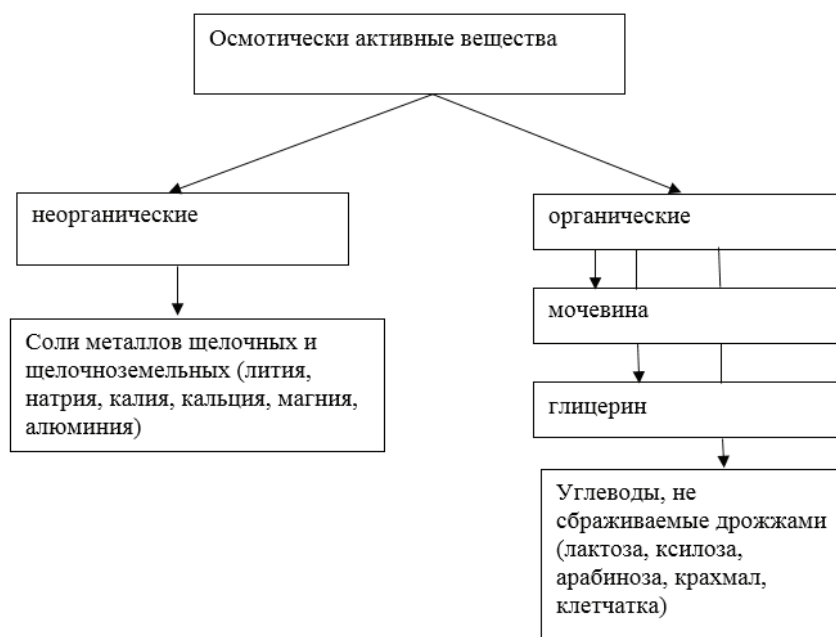 Осмотически активные вещества
неорганические
органические
Соли металлов щелочных и
щелочноземельных (лития,
натрия, калия, кальция, магния,
алюминия)
мочевина
глицерин
Углеводы, не
сбраживаемые дрожжами
(лактоза, ксилоза,
арабиноза, крахмал,
клетчатка)